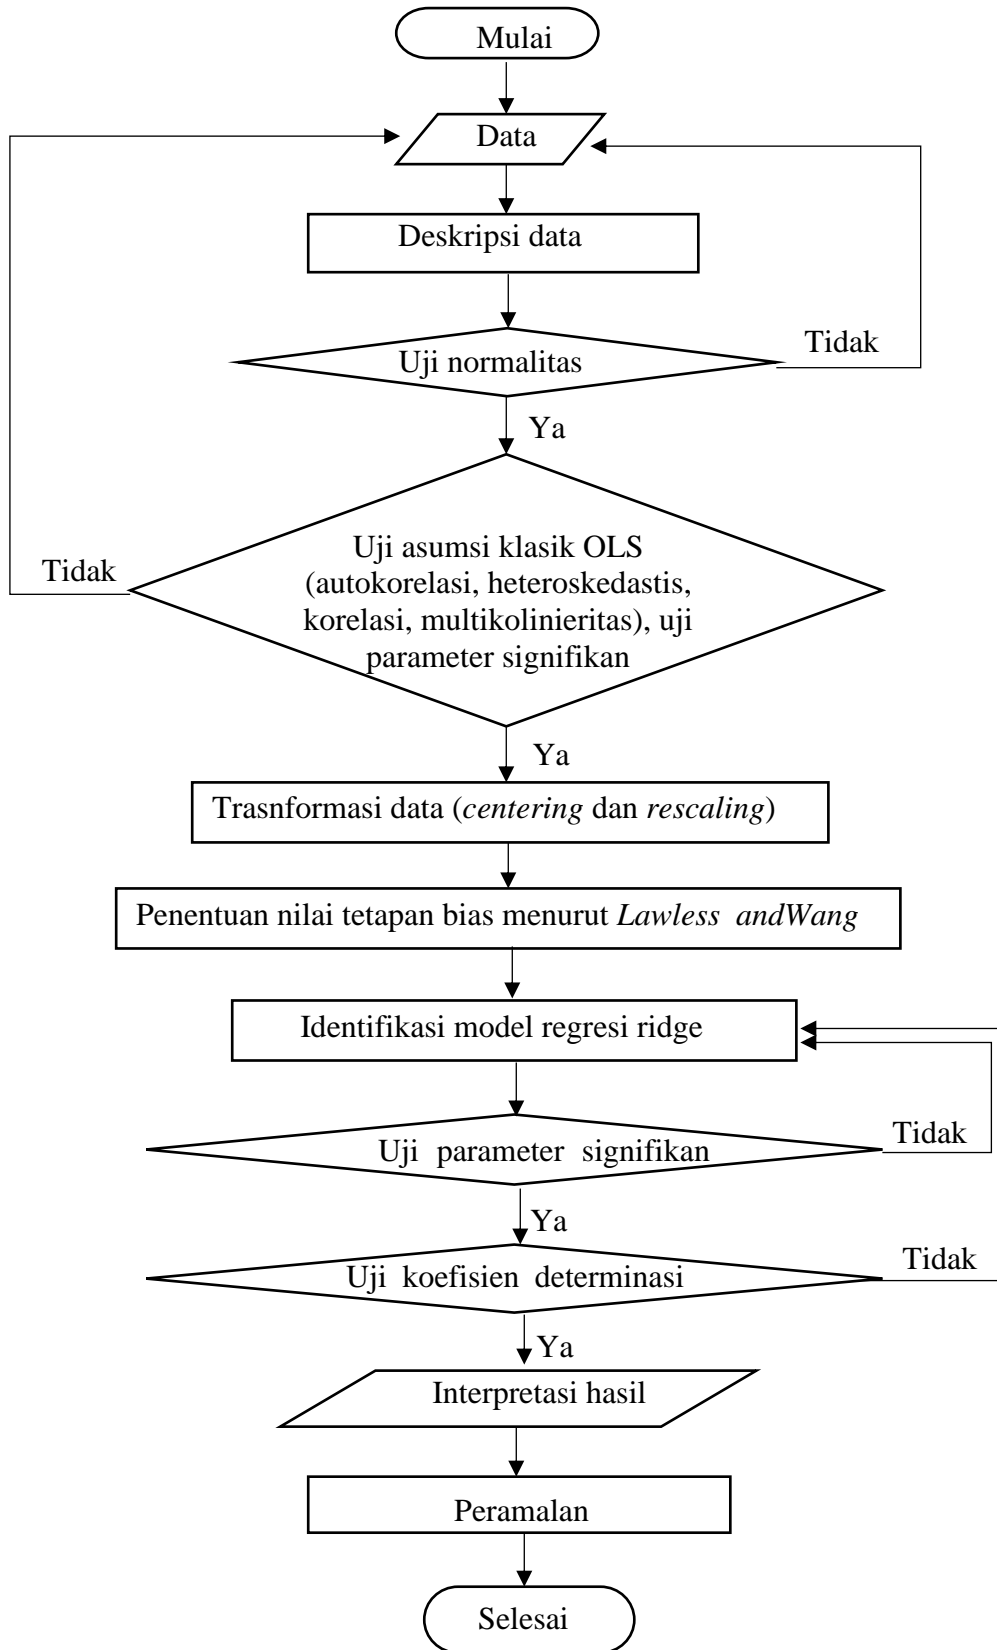 Mulai
Data
Deskripsi data
Tidak
Uji normalitas
Ya
Uji asumsi klasik OLS
Tidak
(autokorelasi, heteroskedastis,
korelasi, multikolinieritas), uji
parameter signifikan
Ya
Trasnformasi data (centering dan rescaling)
Penentuan nilai tetapan bias menurut Lawless andWang
Identifikasi model regresi ridge
Tidak
Uji parameter signifikan
Ya
Tidak
Uji koefisien determinasi
Ya
Interpretasi hasil
Peramalan
Selesai